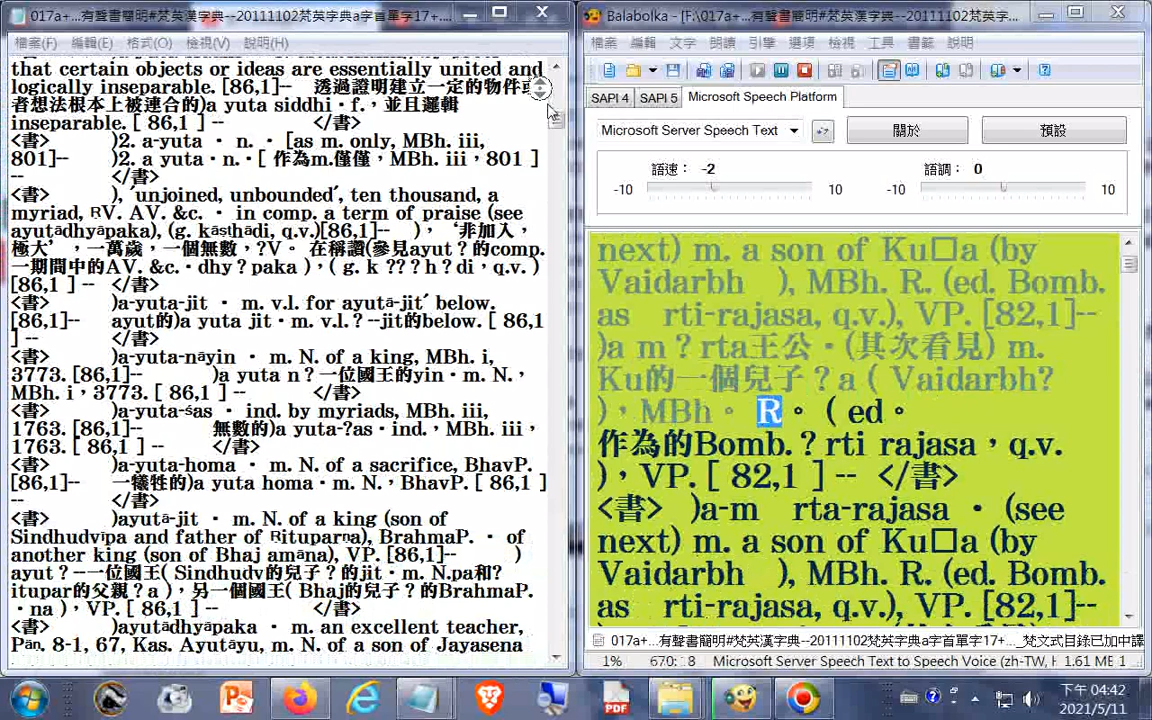 017a+...有聲書簡明#梵英漢字典--20111102梵英字典a字首單字17+...
檔案(F) 編輯(E) 格式(O) 檢視(V) 說明(H)
that certain objects or ideas are essentially united and
logically inseparable. [86,1]-- 透過證明建立一定的物件或
者想法根本上被連合的)a yuta siddhi·f.，並且邏輯
inseparable. [ 86,1 ] -- </書>
<書> )2. a-yuta · n. · [as m. only, MBh. iii,
801]-- )2. a yuta·n.·[ 作為m.僅僅，MBh. iii，801 ]
-- </書>
<書> ), 'unjoined, unbounded', ten thousand, a
myriad, RV. AV. &c. · in comp. a term of praise (see
ayutādhyāpaka), (g. kāsṭhādi, q.v.)[86,1]-- )，‘非加入，
極大’，一萬歲，一個無數，?V。 在稱讚(參見ayut？的comp.
一期間中的AV. &c.·dhy？paka )，( g. k ???h？di，q.v.)
[86,1 ] -- </書>
<書> )a-yuta-jit · m. v.l. for ayutā-jit' below.
[86,1]-- ayut的)a yuta jit·m. v.l.？--jit的below. [ 86,1
] -- </書>
<書> )a-yuta-nāyin · m. N. of a king, MBh. i,
3773. [86,1]-- )a yuta n？一位國王的yin·m. N.，
MBh. i，3773. [ 86,1 ] -- </書>
<書> )a-yuta-śas · ind. by myriads, MBh. iii,
1763. [86,1]-- 無數的)a yuta-?as·ind.，MBh. iii，
1763. [ 86,1 ] -- </書>
<書> )a-yuta-homa · m. N. of a sacrifice, BhavP.
[86,1]-- 一犧牲的)a yuta homa·m. N.，BhavP. [ 86,1 ]
-- </書>
<書> )ayutā-jit · m. N. of a king (son of
Sindhudvīpa and father of Rituparṇa), BrahmaP. · of
another king (son of Bhaj amāna), VP. [86,1]-- )
ayut？--一位國王( Sindhudv的兒子？的jit·m. N.pa和?
itupar的父親？a )，另一個國王( Bhaj的兒子？的BrahmaP.
·na )，VP. [ 86,1 ] -- </書>
<書> )ayutādhyāpaka · m. an excellent teacher,
Pāṇ. 8-1, 67, Kas. Ayutāyu, m. N. of a son of Jayasena
Balabolka - [F:\017a+...有聲書簡明#梵英漢字典--20111102梵英字...
檔案 編輯 文字 朗讀 引擎 選項 檢視 工具 書籤 說明
SAPI 4 SAPI 5 Microsoft Speech Platform
Microsoft Server Speech Text 關於 預設
語速： -2 語調： 0
-10 10 -10 10
next) m. a son of Ku□a (by
Vaidarbh ), MBh. R. (ed. Bomb.
as rti-rajasa, q.v.), VP. [82,1]--
)a m？rta王公·(其次看見) m.
Ku的一個兒子？a ( Vaidarbh?
)，MBh。 R。 ( ed。
作為的Bomb.？rti rajasa，q.v.
)，VP. [ 82,1 ] -- </書>
<書> )a-m rta-rajasa · (see
next) m. a son of Ku□a (by
Vaidarbh ), MBh. R. (ed. Bomb.
as rti-rajasa, q.v.), VP. [82,1]--
017a+...有聲書簡明#梵英漢字典--20111102梵英字典a字首單字17+..._梵文式目錄已加中譯
1% 670: 8 Microsoft Server Speech Text to Speech Voice (zh-TW, H 1.61 MB 1
下午 04:42
2021/5/11